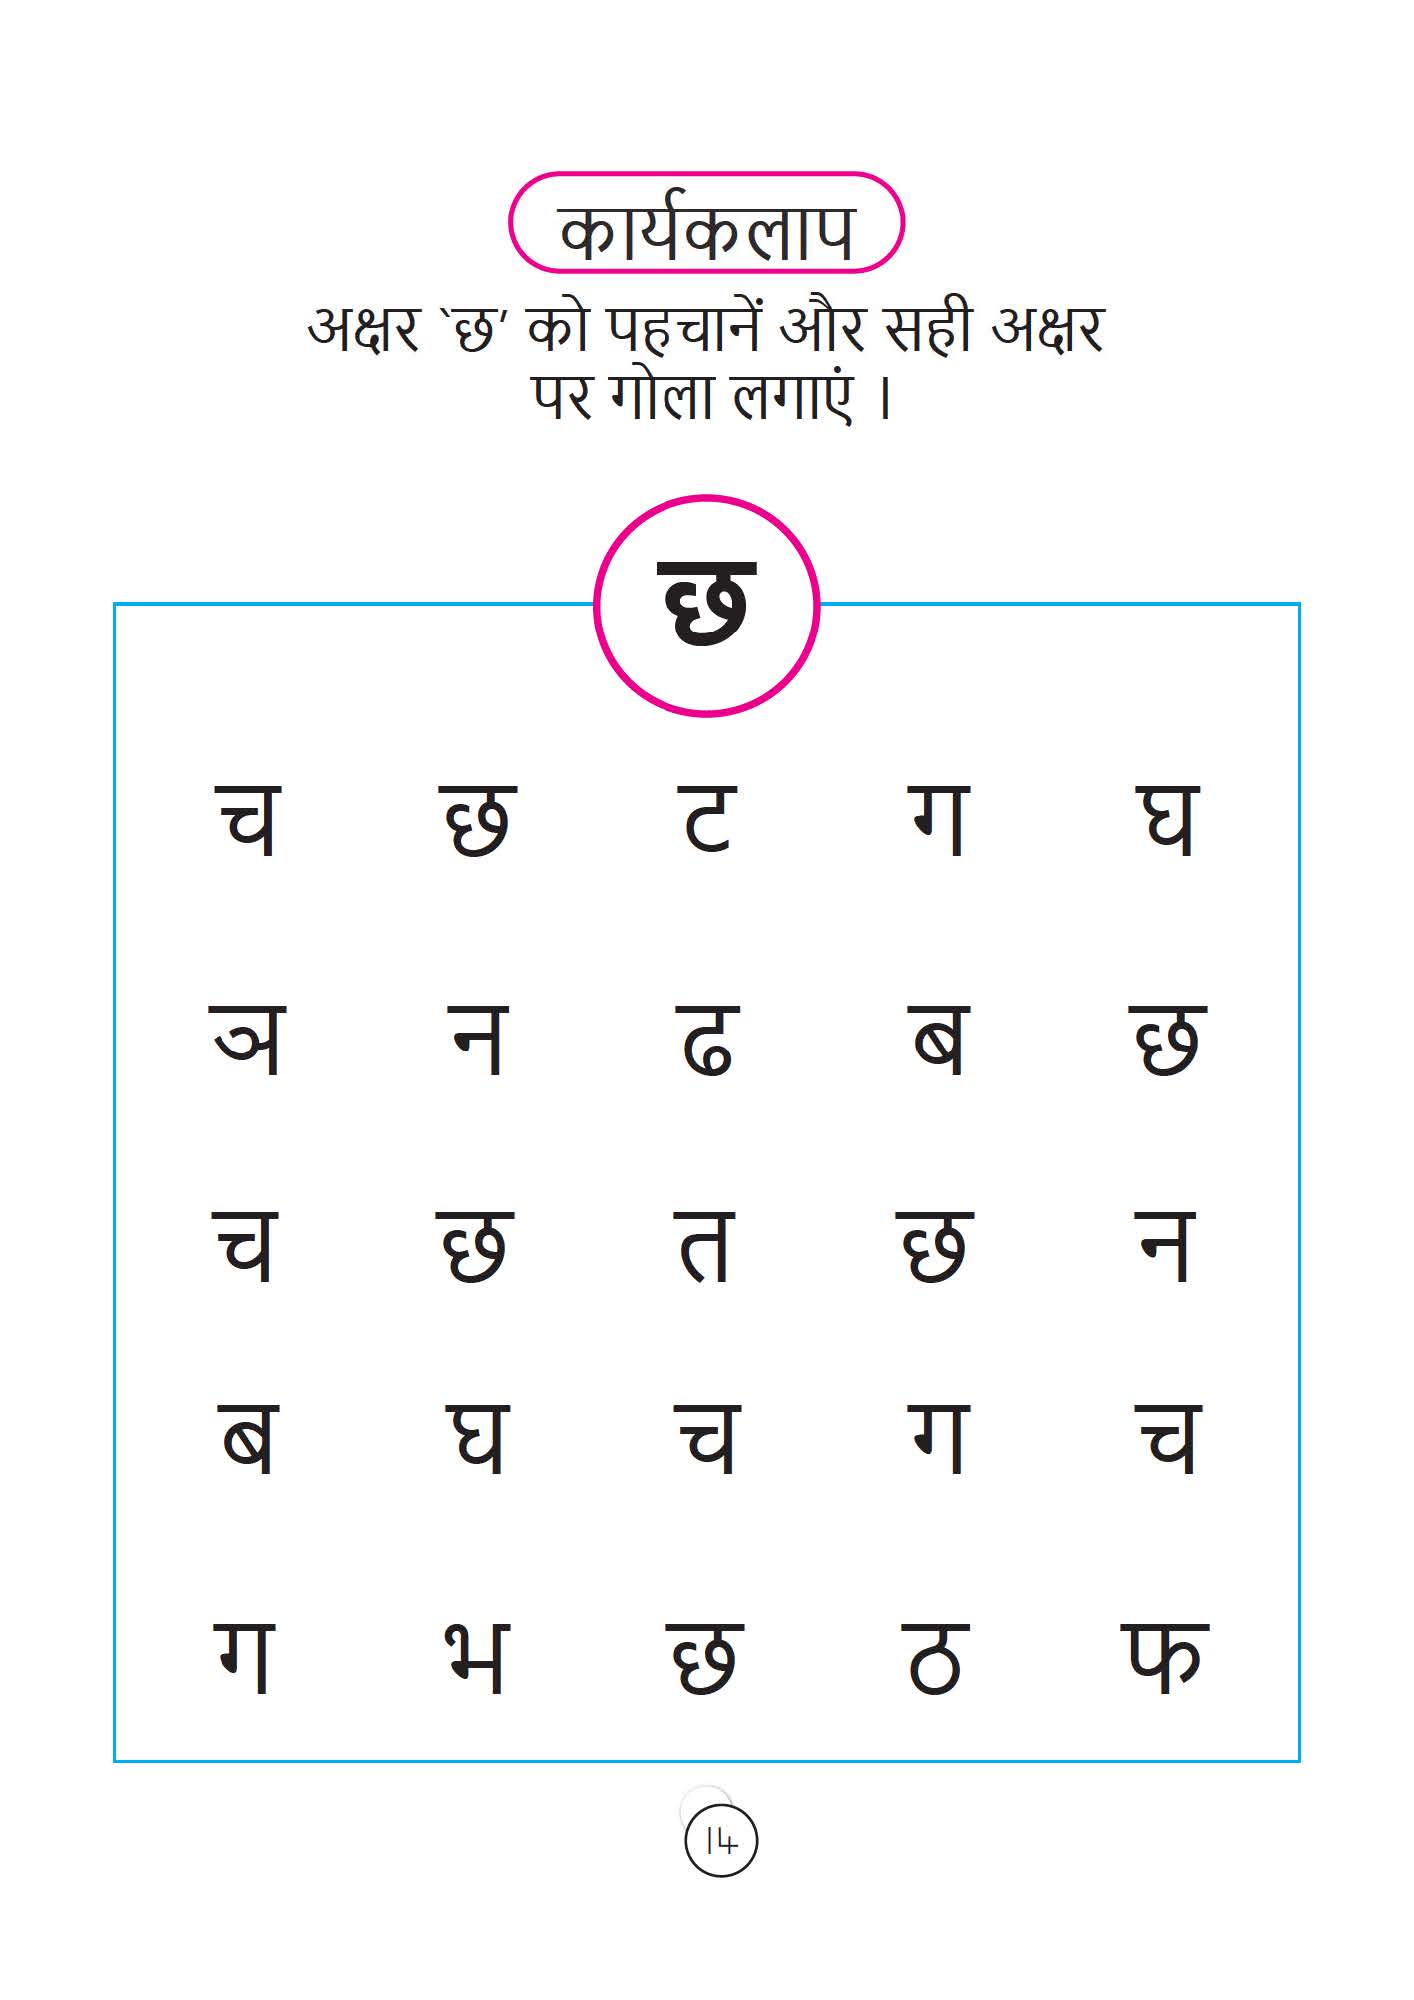 कार्यकलाप
अक्षर ‵छ′ को पहचानें और सही अक्षर
पर गोला लगाएं ।
छ
च छ ट ग घ
ञ न ढ ब छ
च छ त छ न
ब घ च ग च
ग भ छ ठ फ
14